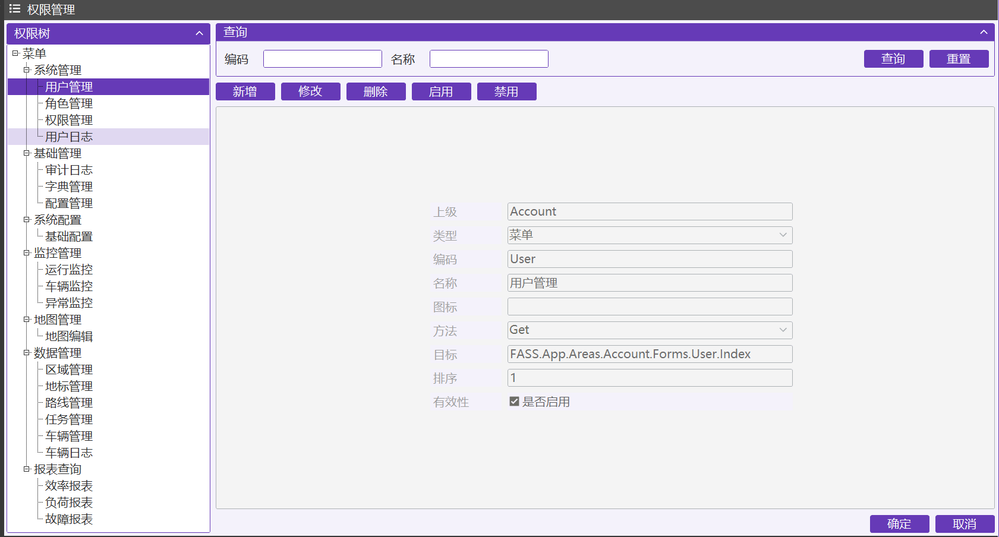 权限管理
权限树
菜单
系统管理
用户管理
角色管理
权限管理
用户日志
基础管理
审计日志
字典管理
配置管理
系统配置
基础配置
监控管理
运行监控
车辆监控
异常监控
地图管理
地图编辑
数据管理
区域管理
地标管理
路线管理
任务管理
车辆管理
车辆日志
报表查询
效率报表
负荷报表
故障报表
查询
编码 名称 查询 重置
新增 修改 删除 启用 禁用
上级 Account
类型 菜单
编码 User
名称 用户管理
图标
方法 Get
目标 FASS.App.Areas.Account.Forms.User.Index
排序 1
有效性 是否启用
确定 取消